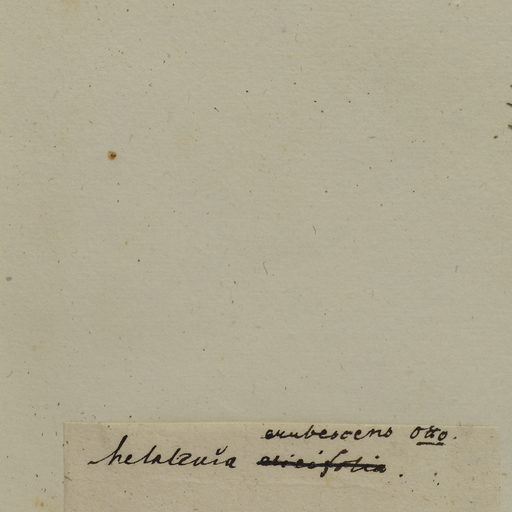 erubescens Otto.
Melaleuca ericifolia.